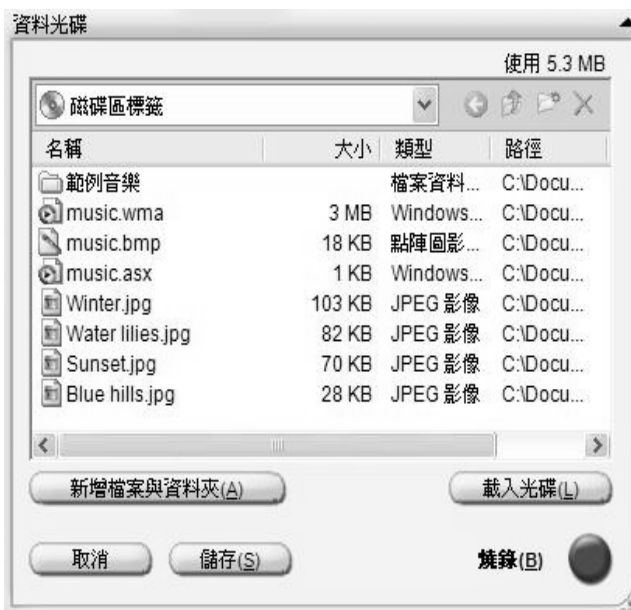 資料光碟
使用 5.3 MB
磁碟區標籤
名稱 大小 類型 路徑
範例音樂 檔案資料... C:\Docu...
music.wma 3 MB Windows... C:\Docu...
music.bmp 18 KB 點陣圖影... C:\Docu...
music.asx 1 KB Windows... C:\Docu...
Winter.jpg 103 KB JPEG 影像 C:\Docu...
Water lilies.jpg 82 KB JPEG 影像 C:\Docu...
Sunset.jpg 70 KB JPEG 影像 C:\Docu...
Blue hills.jpg 28 KB JPEG 影像 C:\Docu...
新增檔案與資料夾(A) 載入光碟(L)
取消 儲存(S) 燒錄(B)